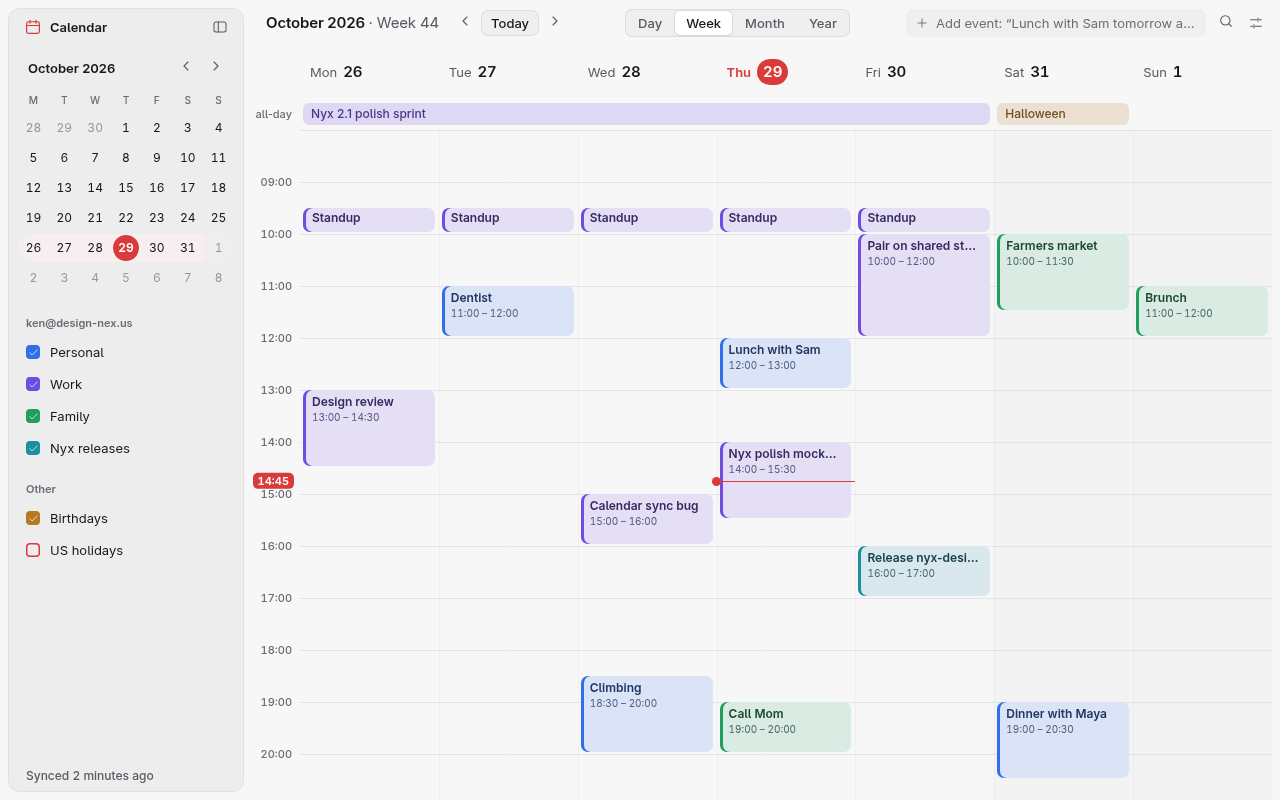 Calendar
October 2026
M T W T F S S
28 29 30 1 2 3 4
5 6 7 8 9 10 11
12 13 14 15 16 17 18
19 20 21 22 23 24 25
26 27 28 29 30 31 1
2 3 4 5 6 7 8
ken@design-nex.us
Personal
Work
Family
Nyx releases
Other
Birthdays
US holidays
Synced 2 minutes ago
October 2026 · Week 44
Today
Day Week Month Year
Add event: “Lunch with Sam tomorrow a...
Mon 26 Tue 27 Wed 28 Thu 29 Fri 30 Sat 31 Sun 1
all-day
Nyx 2.1 polish sprint
Halloween
09:00
10:00
11:00
12:00
13:00
14:00
14:45
15:00
16:00
17:00
18:00
19:00
20:00
Standup
Design review
13:00 – 14:30
Standup
Dentist
11:00 – 12:00
Standup
Calendar sync bug
15:00 – 16:00
Climbing
18:30 – 20:00
Standup
Lunch with Sam
12:00 – 13:00
Nyx polish mock...
14:00 – 15:30
Call Mom
19:00 – 20:00
Standup
Pair on shared st...
10:00 – 12:00
Release nyx-desi...
16:00 – 17:00
Farmers market
10:00 – 11:30
Dinner with Maya
19:00 – 20:30
Brunch
11:00 – 12:00